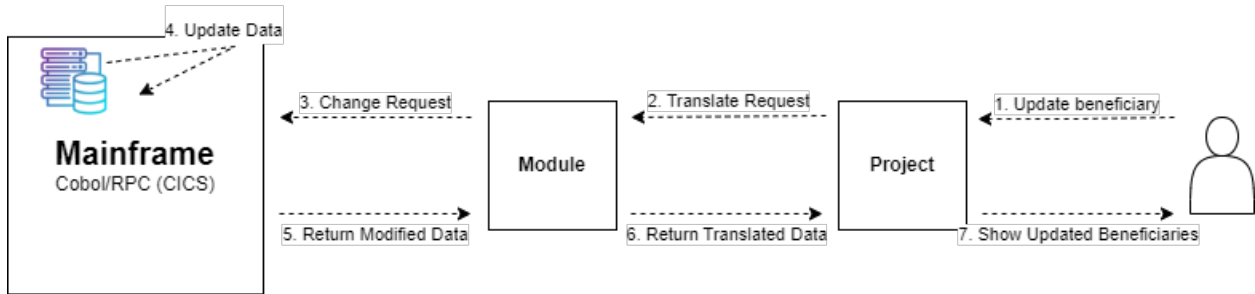 4. Update Data
Mainframe
Cobol/RPC (CICS)
3. Change Request
Module
2. Translate Request
Project
1. Update beneficiary
5. Return Modified Data
6. Return Translated Data
7. Show Updated Beneficiaries